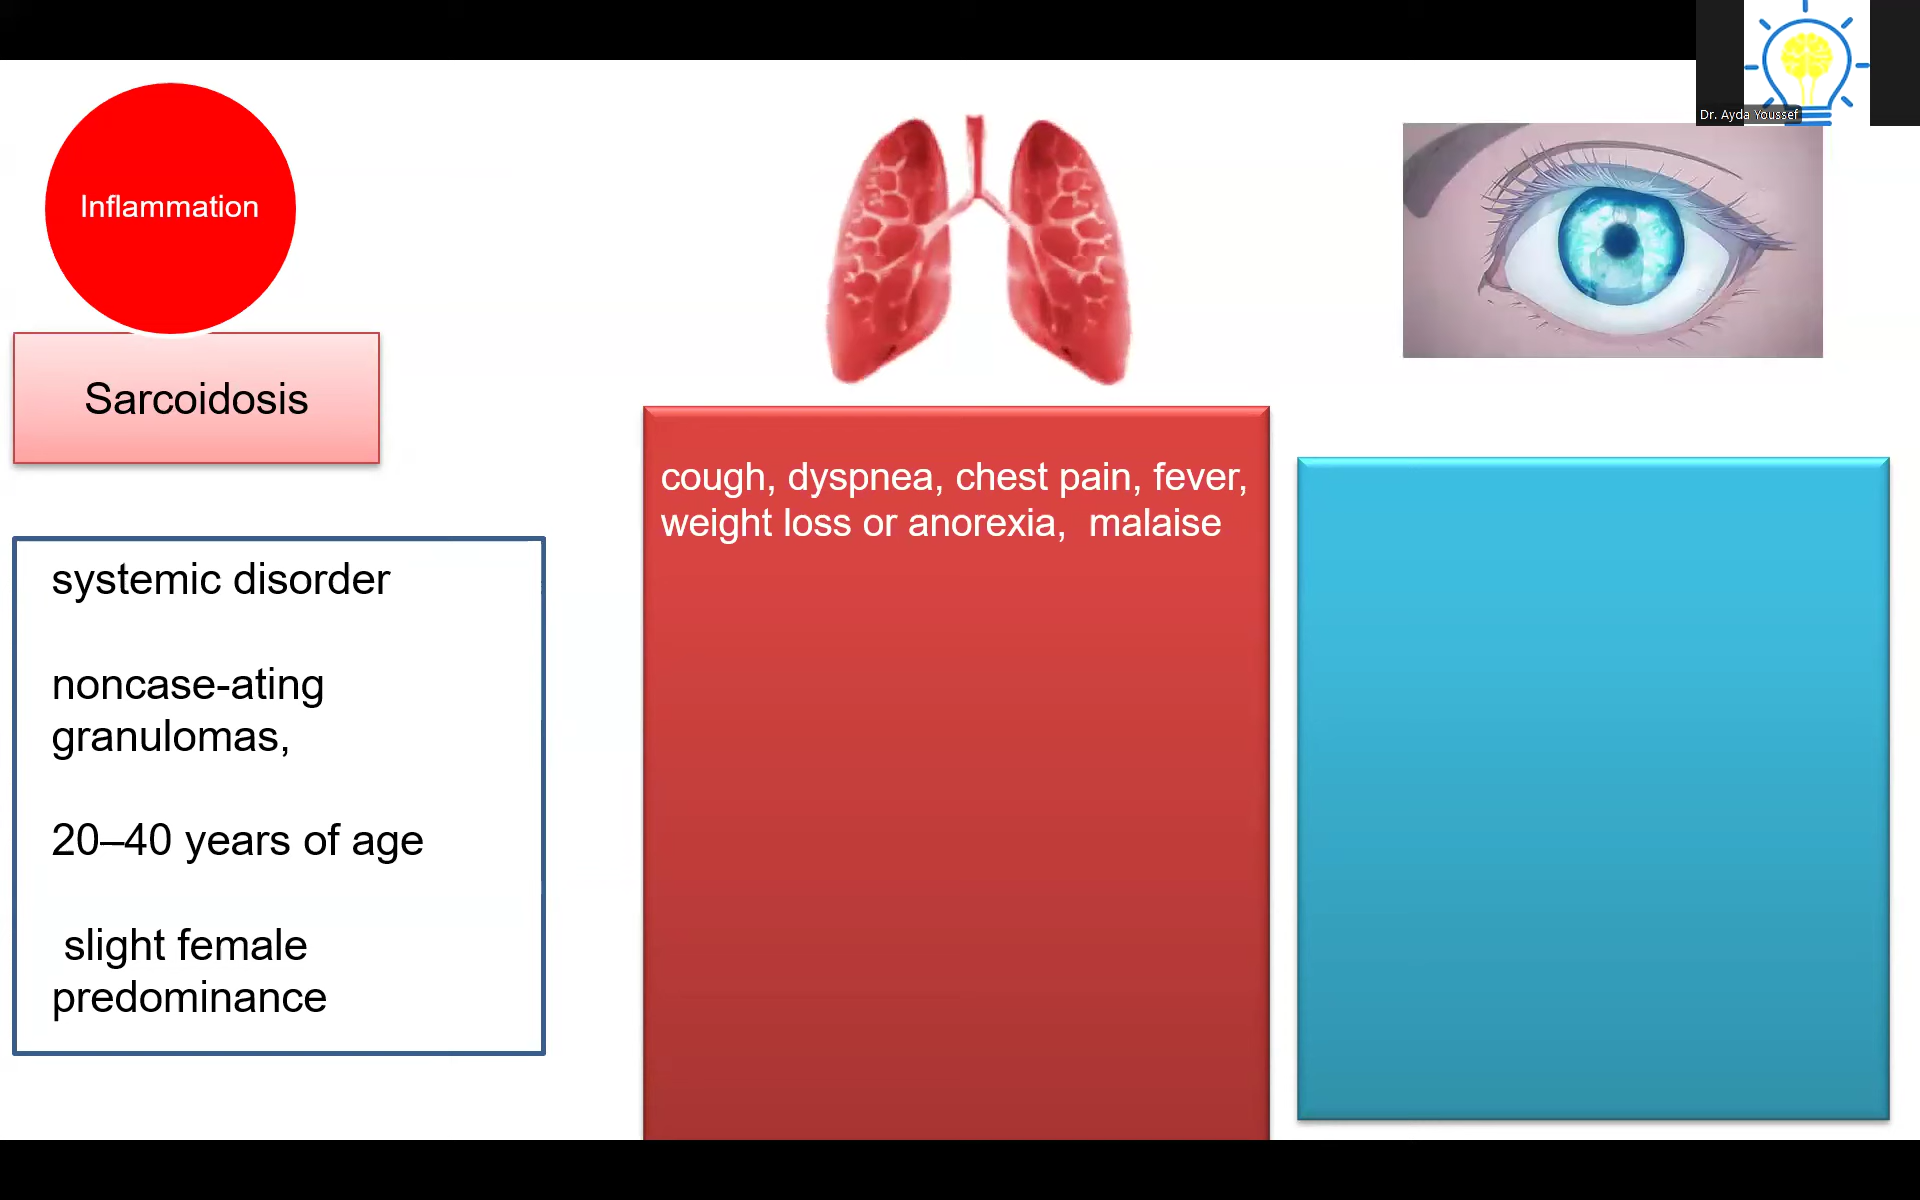 Dr. Ayda Youssef
Inflammation
Sarcoidosis
systemic disorder
noncase-ating
granulomas,
20–40 years of age
slight female
predominance
cough, dyspnea, chest pain, fever,
weight loss or anorexia, malaise